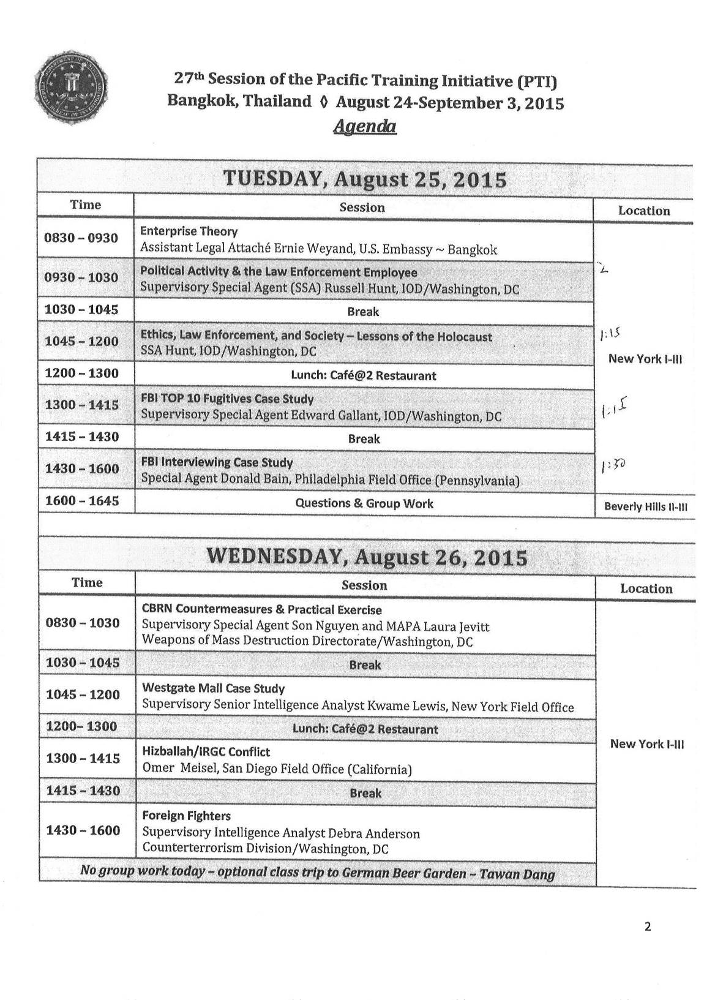 27th Session of the Pacific Training Initiative (PTI)
Bangkok, Thailand ◊ August 24-September 3, 2015
Agenda
TUESDAY, August 25, 2015
Time Session Location
0830 – 0930 Enterprise Theory
Assistant Legal Attaché Ernie Weyand, U.S. Embassy ~ Bangkok
0930 – 1030 Political Activity & the Law Enforcement Employee
Supervisory Special Agent (SSA) Russell Hunt, IOD/Washington, DC
2
1030 – 1045 Break
1045 – 1200 Ethics, Law Enforcement, and Society – Lessons of the Holocaust
SSA Hunt, IOD/Washington, DC
1:15
New York I-III
1200 – 1300 Lunch: Café@2 Restaurant
1300 – 1415 FBI TOP 10 Fugitives Case Study
Supervisory Special Agent Edward Gallant, IOD/Washington, DC
1:15
1415 – 1430 Break
1430 – 1600 FBI Interviewing Case Study
Special Agent Donald Bain, Philadelphia Field Office (Pennsylvania)
1:30
1600 – 1645 Questions & Group Work Beverly Hills II-III
WEDNESDAY, August 26, 2015
Time Session Location
0830 – 1030 CBRN Countermeasures & Practical Exercise
Supervisory Special Agent Son Nguyen and MAPA Laura Jevitt
Weapons of Mass Destruction Directorate/Washington, DC
1030 – 1045 Break
1045 – 1200 Westgate Mall Case Study
Supervisory Senior Intelligence Analyst Kwame Lewis, New York Field Office
1200– 1300 Lunch: Café@2 Restaurant
New York I-III
1300 – 1415 Hizballah/IRGC Conflict
Omer Meisel, San Diego Field Office (California)
1415 – 1430 Break
1430 – 1600 Foreign Fighters
Supervisory Intelligence Analyst Debra Anderson
Counterterrorism Division/Washington, DC
No group work today – optional class trip to German Beer Garden – Tawan Dang
2